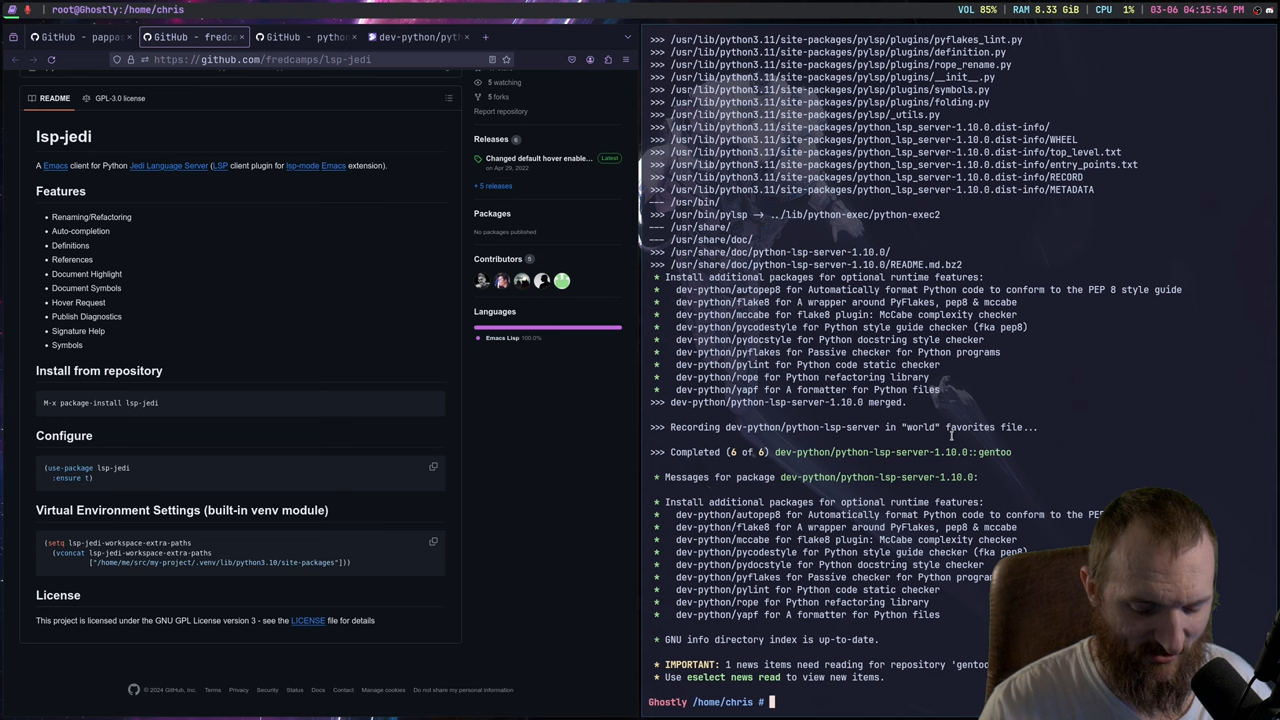 root@Ghostly:/home/chris
VOL 85% | RAM 8.33 GiB | CPU 1% | 03-06 04:15:54 PM
GitHub - pappas ×
GitHub - fredca ×
GitHub - python- ×
dev-python/pyth ×
+
https://github.com/fredcamps/lsp-jedi
README
GPL-3.0 license
lsp-jedi
A Emacs client for Python Jedi Language Server (LSP client plugin for lsp-mode Emacs extension).
Features
Renaming/Refactoring
Auto-completion
Definitions
References
Document Highlight
Document Symbols
Hover Request
Publish Diagnostics
Signature Help
Symbols
Install from repository
M-x package-install lsp-jedi
Configure
(use-package lsp-jedi
:ensure t)
Virtual Environment Settings (built-in venv module)
(setq lsp-jedi-workspace-extra-paths
(vconcat lsp-jedi-workspace-extra-paths
["/home/me/src/my-project/.venv/lib/python3.10/site-packages"]))
License
This project is licensed under the GNU GPL License version 3 - see the LICENSE file for details
5 watching
5 forks
Report repository
Releases 6
Changed default hover enable... Latest
on Apr 29, 2022
+ 5 releases
Packages
No packages published
Contributors 5
Languages
Emacs Lisp 100.0%
© 2024 GitHub, Inc. Terms Privacy Security Status Docs Contact Manage cookies Do not share my personal information
>>> /usr/lib/python3.11/site-packages/pylsp/plugins/pyflakes_lint.py
>>> /usr/lib/python3.11/site-packages/pylsp/plugins/definition.py
>>> /usr/lib/python3.11/site-packages/pylsp/plugins/rope_rename.py
>>> /usr/lib/python3.11/site-packages/pylsp/plugins/__init__.py
>>> /usr/lib/python3.11/site-packages/pylsp/plugins/symbols.py
>>> /usr/lib/python3.11/site-packages/pylsp/plugins/folding.py
>>> /usr/lib/python3.11/site-packages/pylsp/_utils.py
>>> /usr/lib/python3.11/site-packages/python_lsp_server-1.10.0.dist-info/
>>> /usr/lib/python3.11/site-packages/python_lsp_server-1.10.0.dist-info/WHEEL
>>> /usr/lib/python3.11/site-packages/python_lsp_server-1.10.0.dist-info/top_level.txt
>>> /usr/lib/python3.11/site-packages/python_lsp_server-1.10.0.dist-info/entry_points.txt
>>> /usr/lib/python3.11/site-packages/python_lsp_server-1.10.0.dist-info/RECORD
>>> /usr/lib/python3.11/site-packages/python_lsp_server-1.10.0.dist-info/METADATA
--- /usr/bin/
>>> /usr/bin/pylsp -> ../lib/python-exec/python-exec2
--- /usr/share/
--- /usr/share/doc/
>>> /usr/share/doc/python-lsp-server-1.10.0/
>>> /usr/share/doc/python-lsp-server-1.10.0/README.md.bz2
* Install additional packages for optional runtime features:
* dev-python/autopep8 for Automatically format Python code to conform to the PEP 8 style guide
* dev-python/flake8 for A wrapper around PyFlakes, pep8 & mccabe
* dev-python/mccabe for flake8 plugin: McCabe complexity checker
* dev-python/pycodestyle for Python style guide checker (fka pep8)
* dev-python/pydocstyle for Python docstring style checker
* dev-python/pyflakes for Passive checker for Python programs
* dev-python/pylint for Python code static checker
* dev-python/rope for Python refactoring library
* dev-python/yapf for A formatter for Python files
>>> dev-python/python-lsp-server-1.10.0 merged.
>>> Recording dev-python/python-lsp-server in "world" favorites file...
>>> Completed (6 of 6) dev-python/python-lsp-server-1.10.0::gentoo
* Messages for package dev-python/python-lsp-server-1.10.0:
* Install additional packages for optional runtime features:
* dev-python/autopep8 for Automatically format Python code to conform to the PEP
* dev-python/flake8 for A wrapper around PyFlakes, pep8 & mccabe
* dev-python/mccabe for flake8 plugin: McCabe complexity checker
* dev-python/pycodestyle for Python style guide checker (fka pep8)
* dev-python/pydocstyle for Python docstring style checker
* dev-python/pyflakes for Passive checker for Python program
* dev-python/pylint for Python code static checker
* dev-python/rope for Python refactoring library
* dev-python/yapf for A formatter for Python files
* GNU info directory index is up-to-date.
* IMPORTANT: 1 news items need reading for repository 'gentoo
* Use eselect news read to view new items.
Ghostly /home/chris #